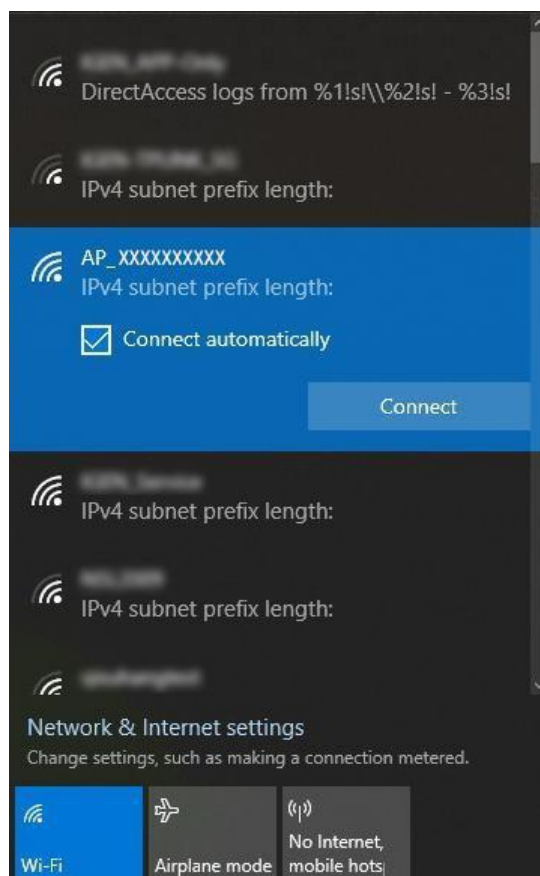 DirectAccess logs from %1!s!\\%2!s! - %3!s!
IPv4 subnet prefix length:
AP_XXXXXXXXXX
IPv4 subnet prefix length:
Connect automatically
Connect
IPv4 subnet prefix length:
IPv4 subnet prefix length:
Network & Internet settings
Change settings, such as making a connection metered.
Wi-Fi
Airplane mode
No Internet,
mobile hots